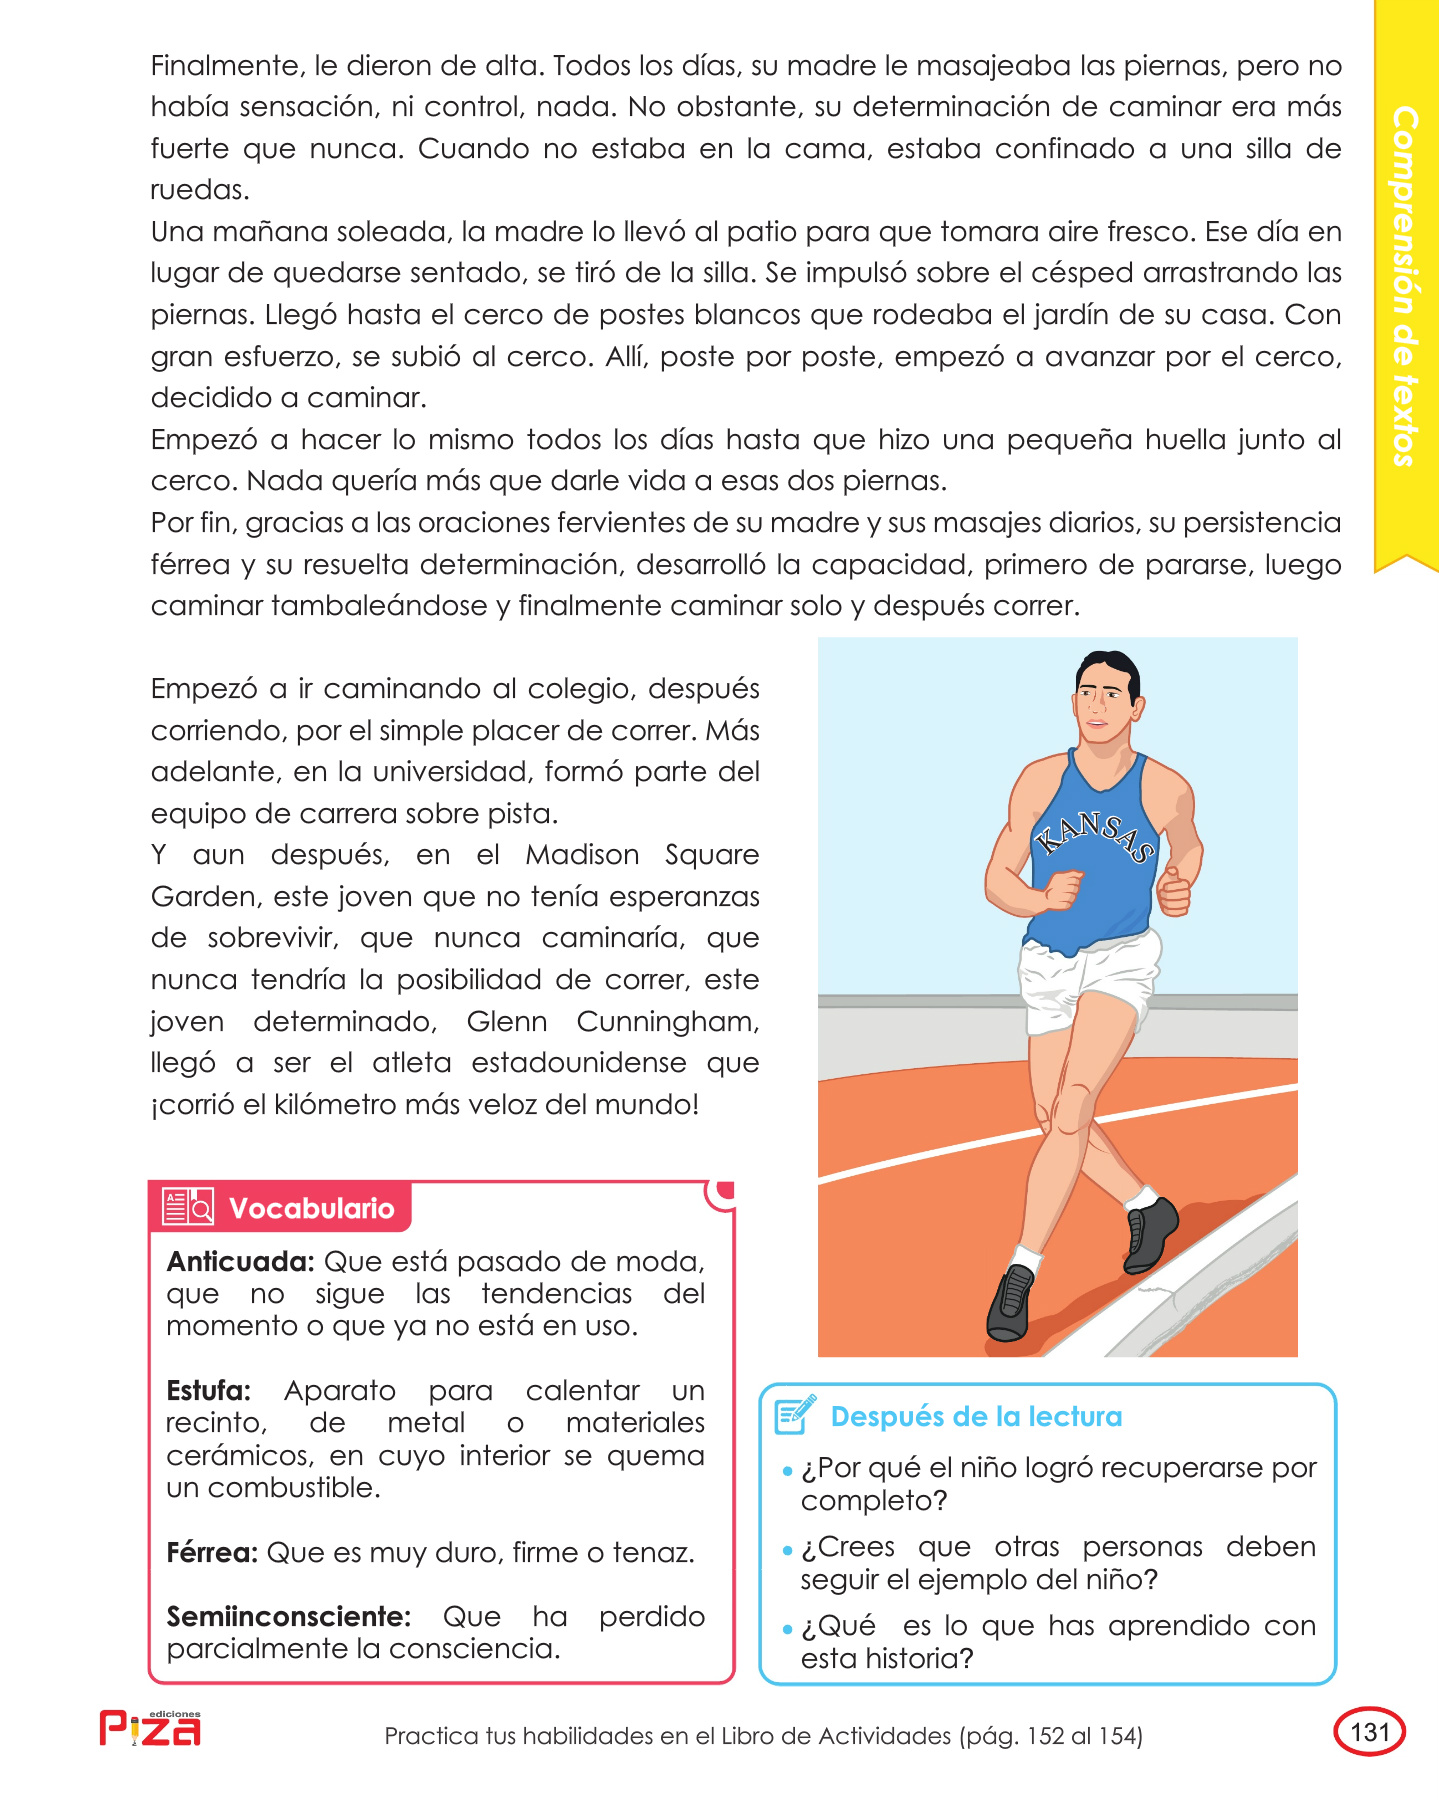 Finalmente, le dieron de alta. Todos los días, su madre le masajeaba las piernas, pero no
había sensación, ni control, nada. No obstante, su determinación de caminar era más
fuerte que nunca. Cuando no estaba en la cama, estaba confinado a una silla de
ruedas.
Una mañana soleada, la madre lo llevó al patio para que tomara aire fresco. Ese día en
lugar de quedarse sentado, se tiró de la silla. Se impulsó sobre el césped arrastrando las
piernas. Llegó hasta el cerco de postes blancos que rodeaba el jardín de su casa. Con
gran esfuerzo, se subió al cerco. Allí, poste por poste, empezó a avanzar por el cerco,
decidido a caminar.
Empezó a hacer lo mismo todos los días hasta que hizo una pequeña huella junto al
cerco. Nada quería más que darle vida a esas dos piernas.
Por fin, gracias a las oraciones fervientes de su madre y sus masajes diarios, su persistencia
férrea y su resuelta determinación, desarrolló la capacidad, primero de pararse, luego
caminar tambaleándose y finalmente caminar solo y después correr.
Empezó a ir caminando al colegio, después
corriendo, por el simple placer de correr. Más
adelante, en la universidad, formó parte del
equipo de carrera sobre pista.
Y aun después, en el Madison Square
Garden, este joven que no tenía esperanzas
de sobrevivir, que nunca caminaría, que
nunca tendría la posibilidad de correr, este
joven determinado, Glenn Cunningham,
llegó a ser el atleta estadounidense que
¡corrió el kilómetro más veloz del mundo!
KANSAS
Vocabulario
Anticuada: Que está pasado de moda,
que no sigue las tendencias del
momento o que ya no está en uso.
Estufa: Aparato para calentar un
recinto, de metal o materiales
cerámicos, en cuyo interior se quema
un combustible.
Férrea: Que es muy duro, firme o tenaz.
Semiinconsciente: Que ha perdido
parcialmente la consciencia.
Después de la lectura
• ¿Por qué el niño logró recuperarse por
completo?
• ¿Crees que otras personas deben
seguir el ejemplo del niño?
• ¿Qué es lo que has aprendido con
esta historia?
Comprensión de textos
ediciones
Piza
Practica tus habilidades en el Libro de Actividades (pág. 152 al 154)
131